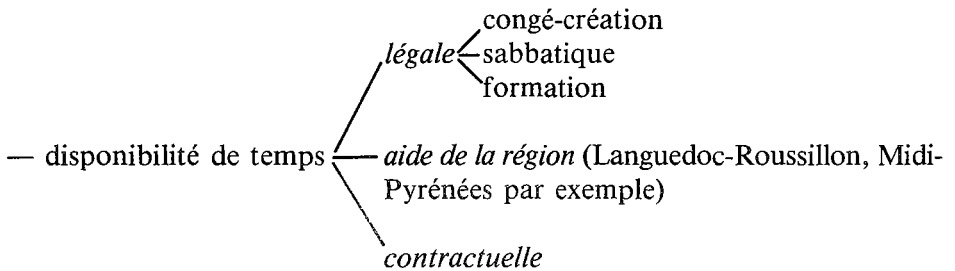 congé-création
légale sabbatique
formation
— disponibilité de temps aide de la région (Languedoc-Roussillon, Midi-
Pyrénées par exemple)
contractuelle